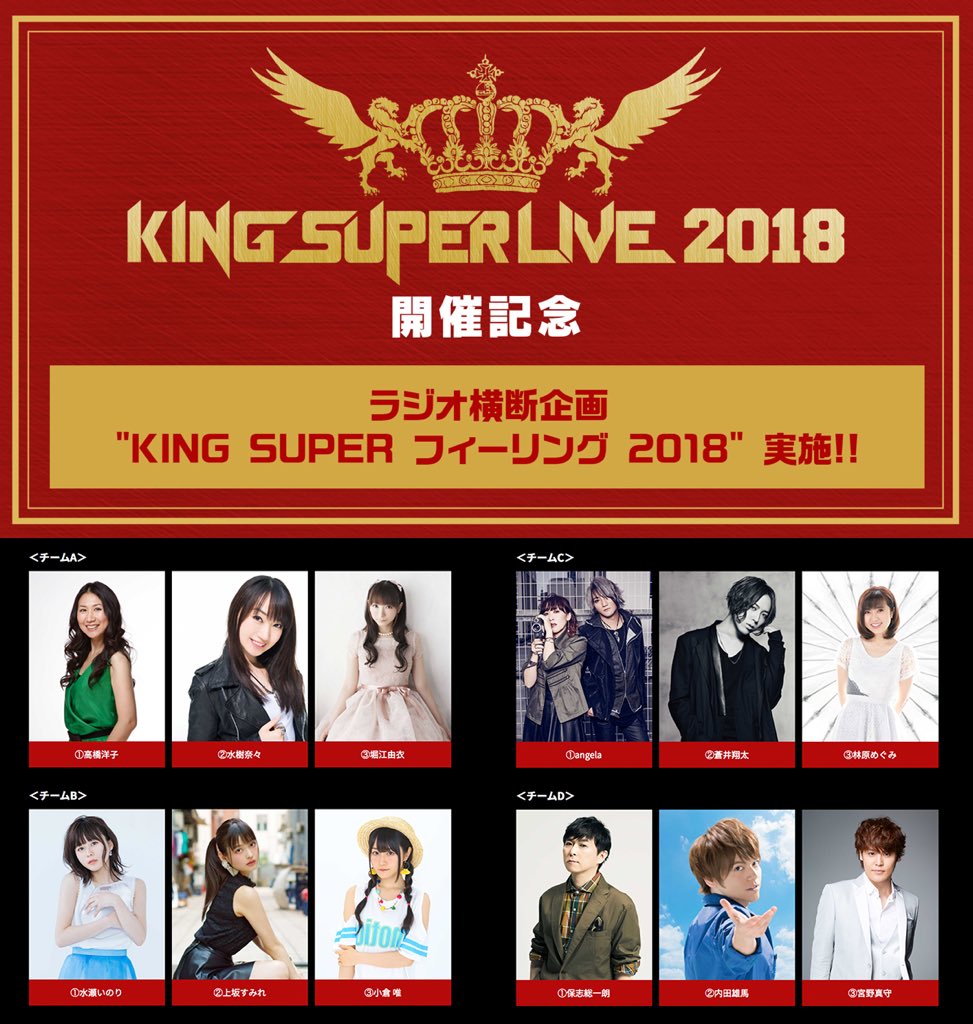 KING SUPER LIVE 2018
開催記念
ラジオ横断企画
"KING SUPER フィーリング 2018" 実施!!
<チームA>
①高橋洋子
②水樹奈々
③堀江由衣
<チームB>
①水瀬いのり
②上坂すみれ
③小倉 唯
<チームC>
①angela
②蒼井翔太
③林原めぐみ
<チームD>
①保志総一朗
②内田雄馬
③宮野真守